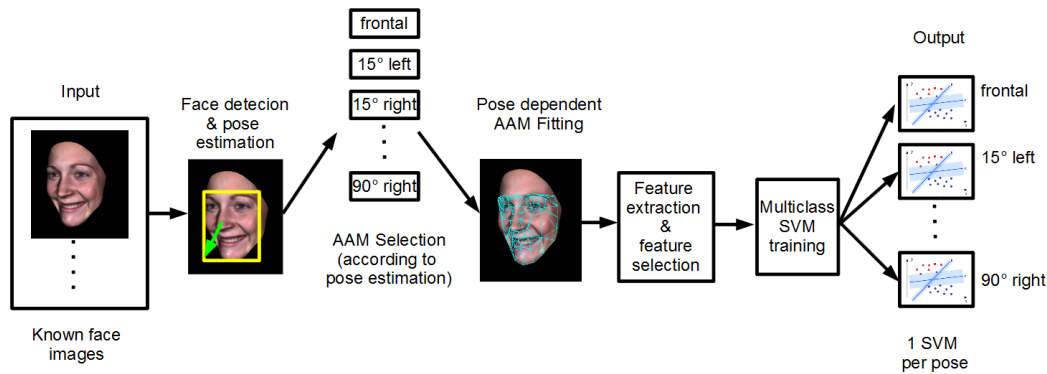 Input
Known face
images
Face detecion
& pose
estimation
frontal
15° left
15° right
90° right
AAM Selection
(according to
pose estimation)
Pose dependent
AAM Fitting
Feature
extraction
&
feature
selection
Multiclass
SVM
training
Output
frontal
15° left
90° right
1 SVM
per pose